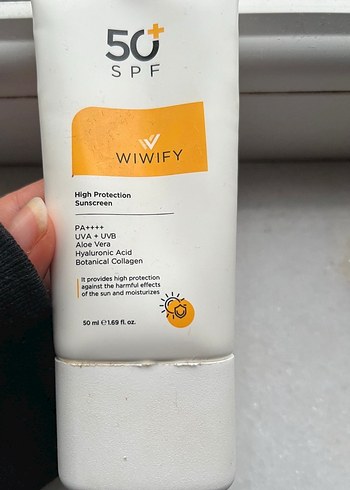 50+
SPF
WIWIFY
High Protection
Sunscreen
PA++++
UVA + UVB
Aloe Vera
Hyaluronic Acid
Botanical Collagen
It provides high protection
against the harmful effects
of the sun and moisturizes
50 ml ℮ 1.69 fl. oz.